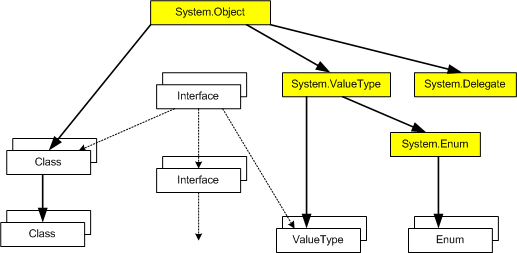 System.Object
System.ValueType
System.Delegate
Interface
System.Enum
Class
Interface
Class
ValueType
Enum